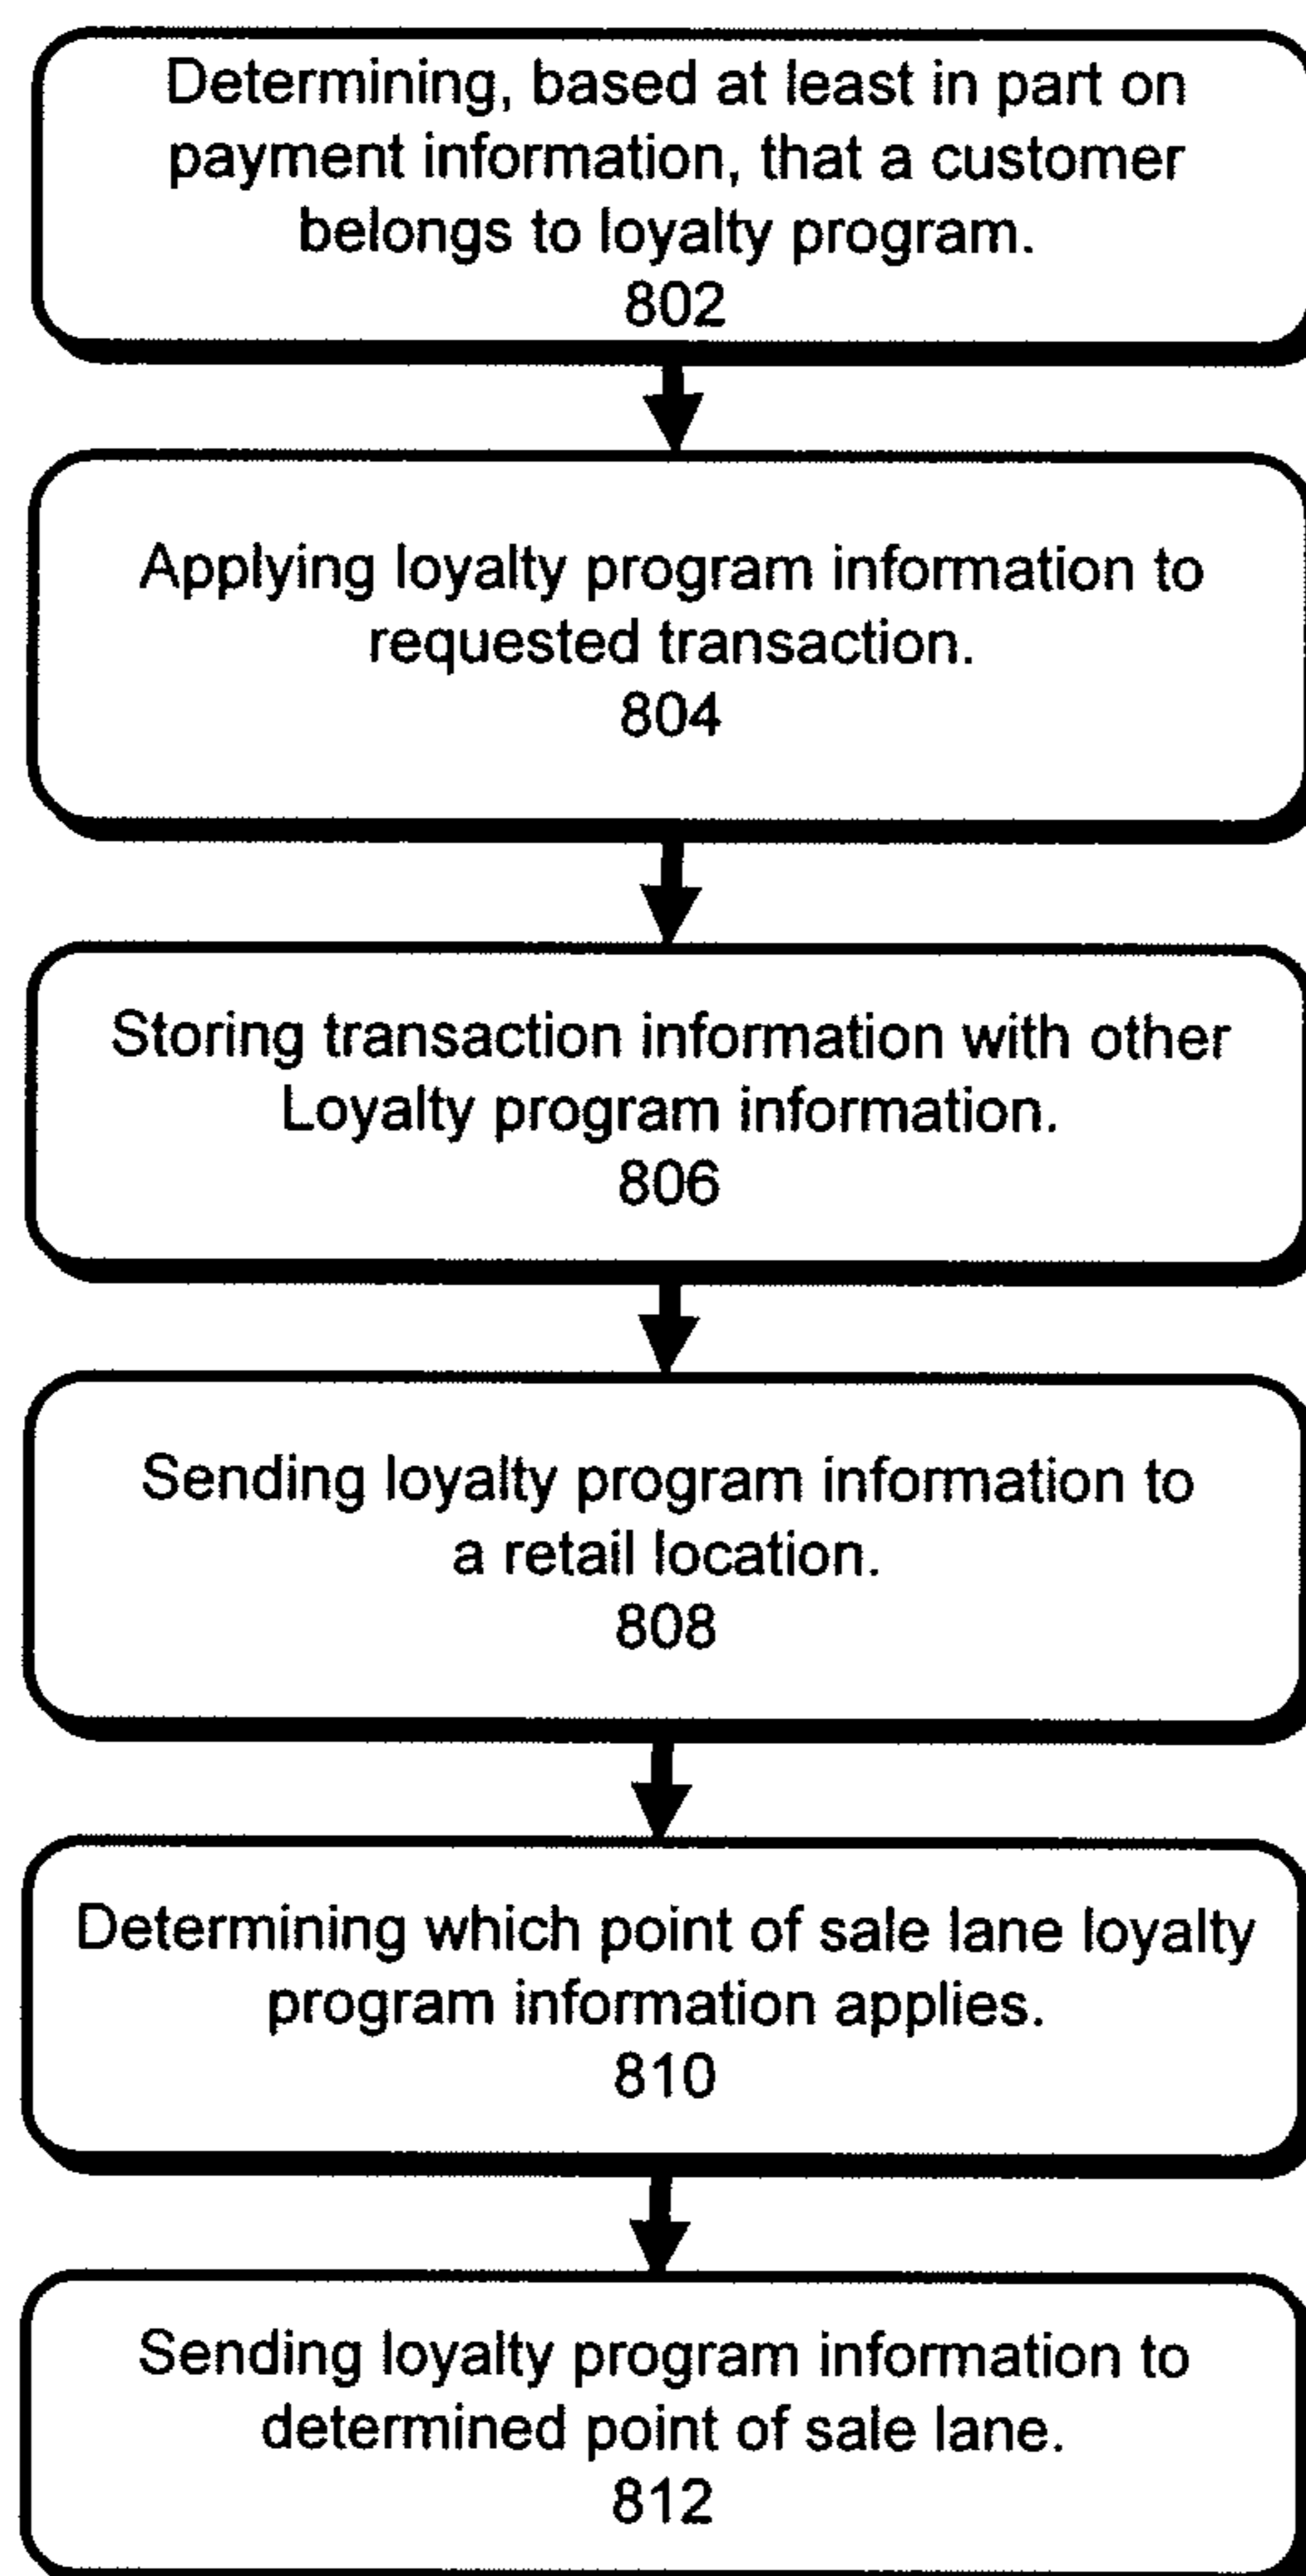 Determining, based at least in part on
payment information, that a customer
belongs to loyalty program.
802
Applying loyalty program information to
requested transaction.
804
Storing transaction information with other
Loyalty program information.
806
Sending loyalty program information to
a retail location.
808
Determining which point of sale lane loyalty
program information applies.
810
Sending loyalty program information to
determined point of sale lane.
812